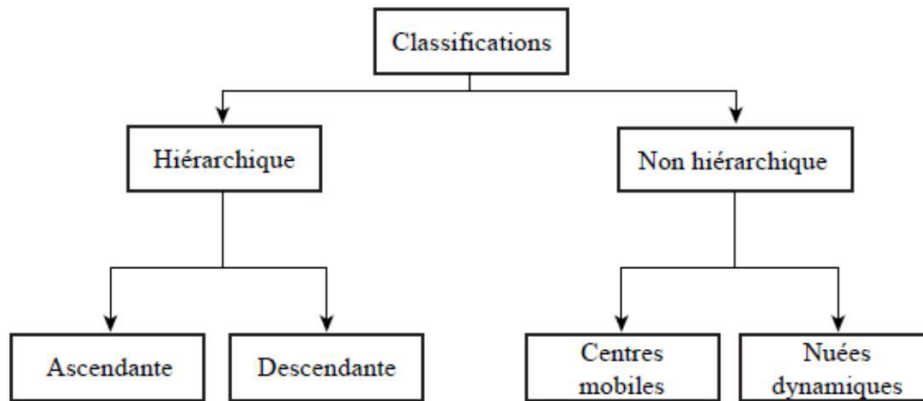 Classifications
Hiérarchique
Non hiérarchique
Ascendante
Descendante
Centres
mobiles
Nuées
dynamiques